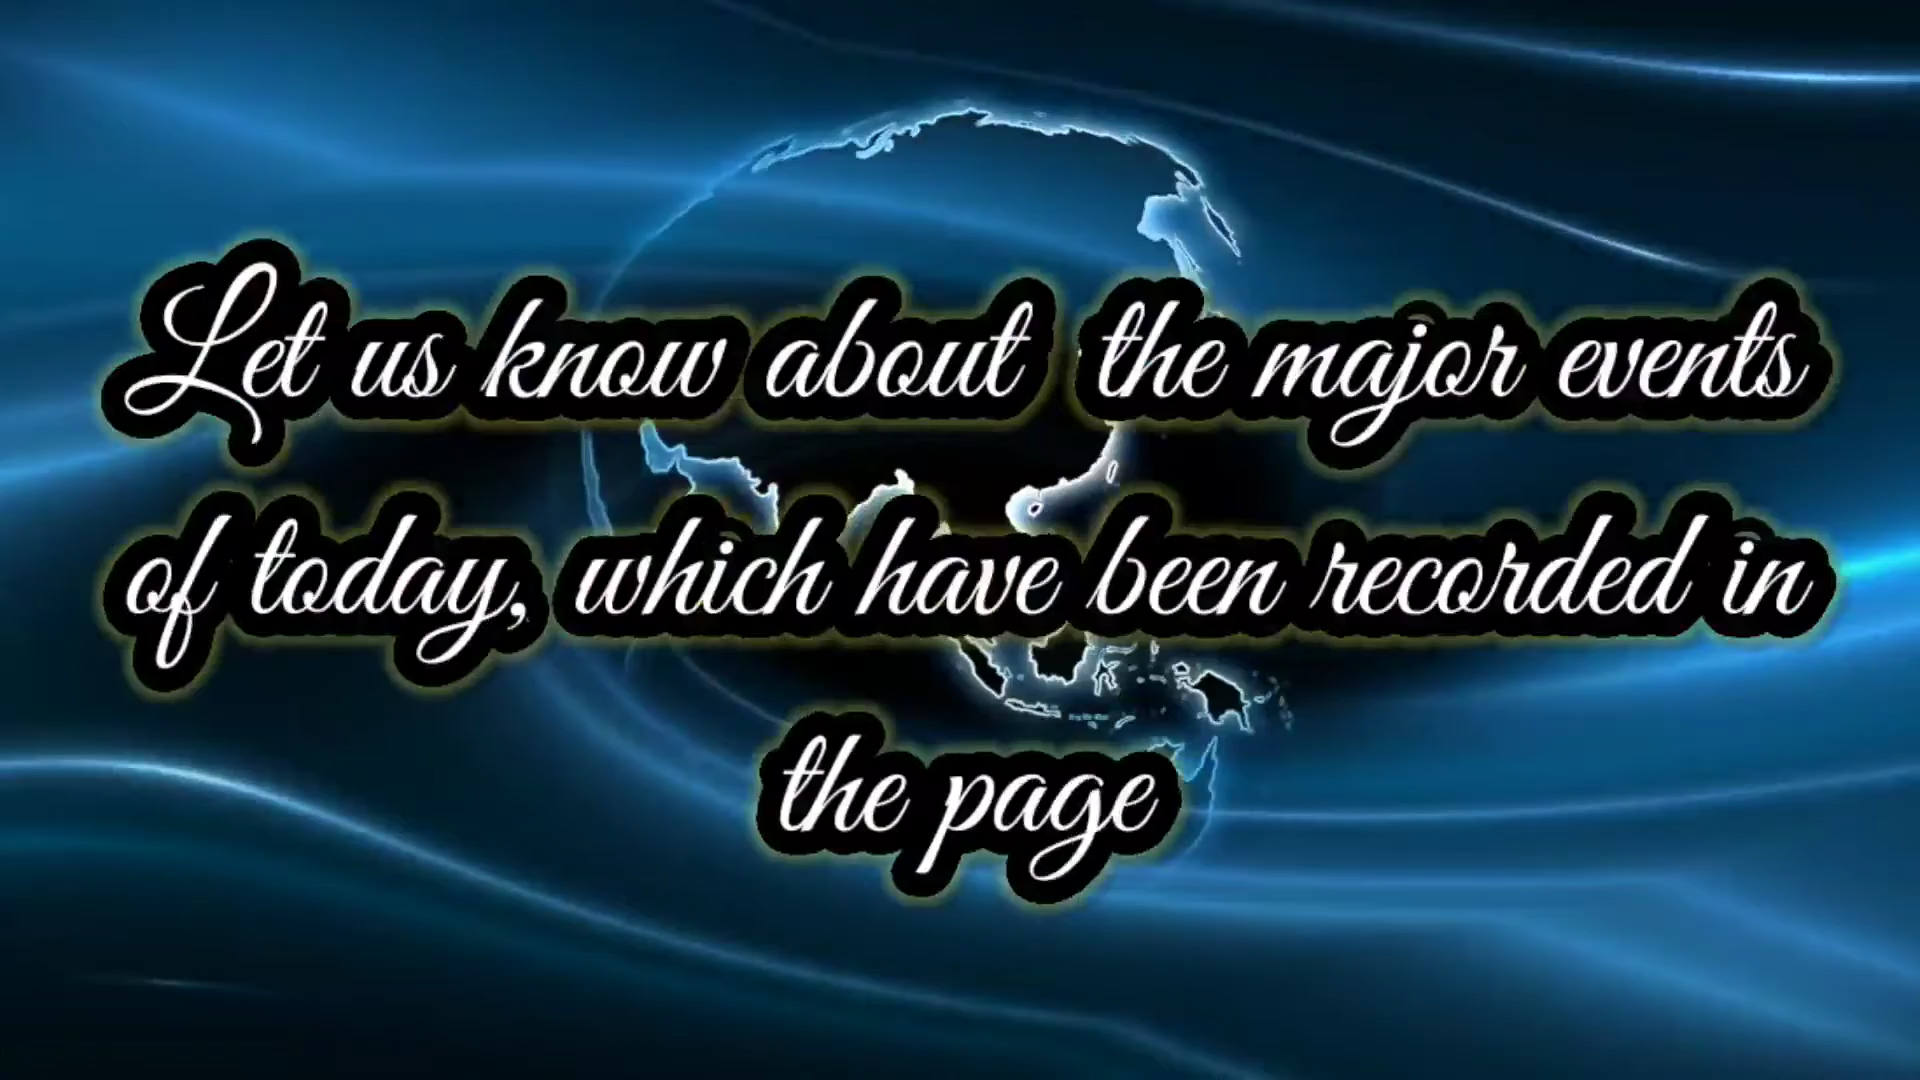 Let us know about the major events
of today, which have been recorded in
the page